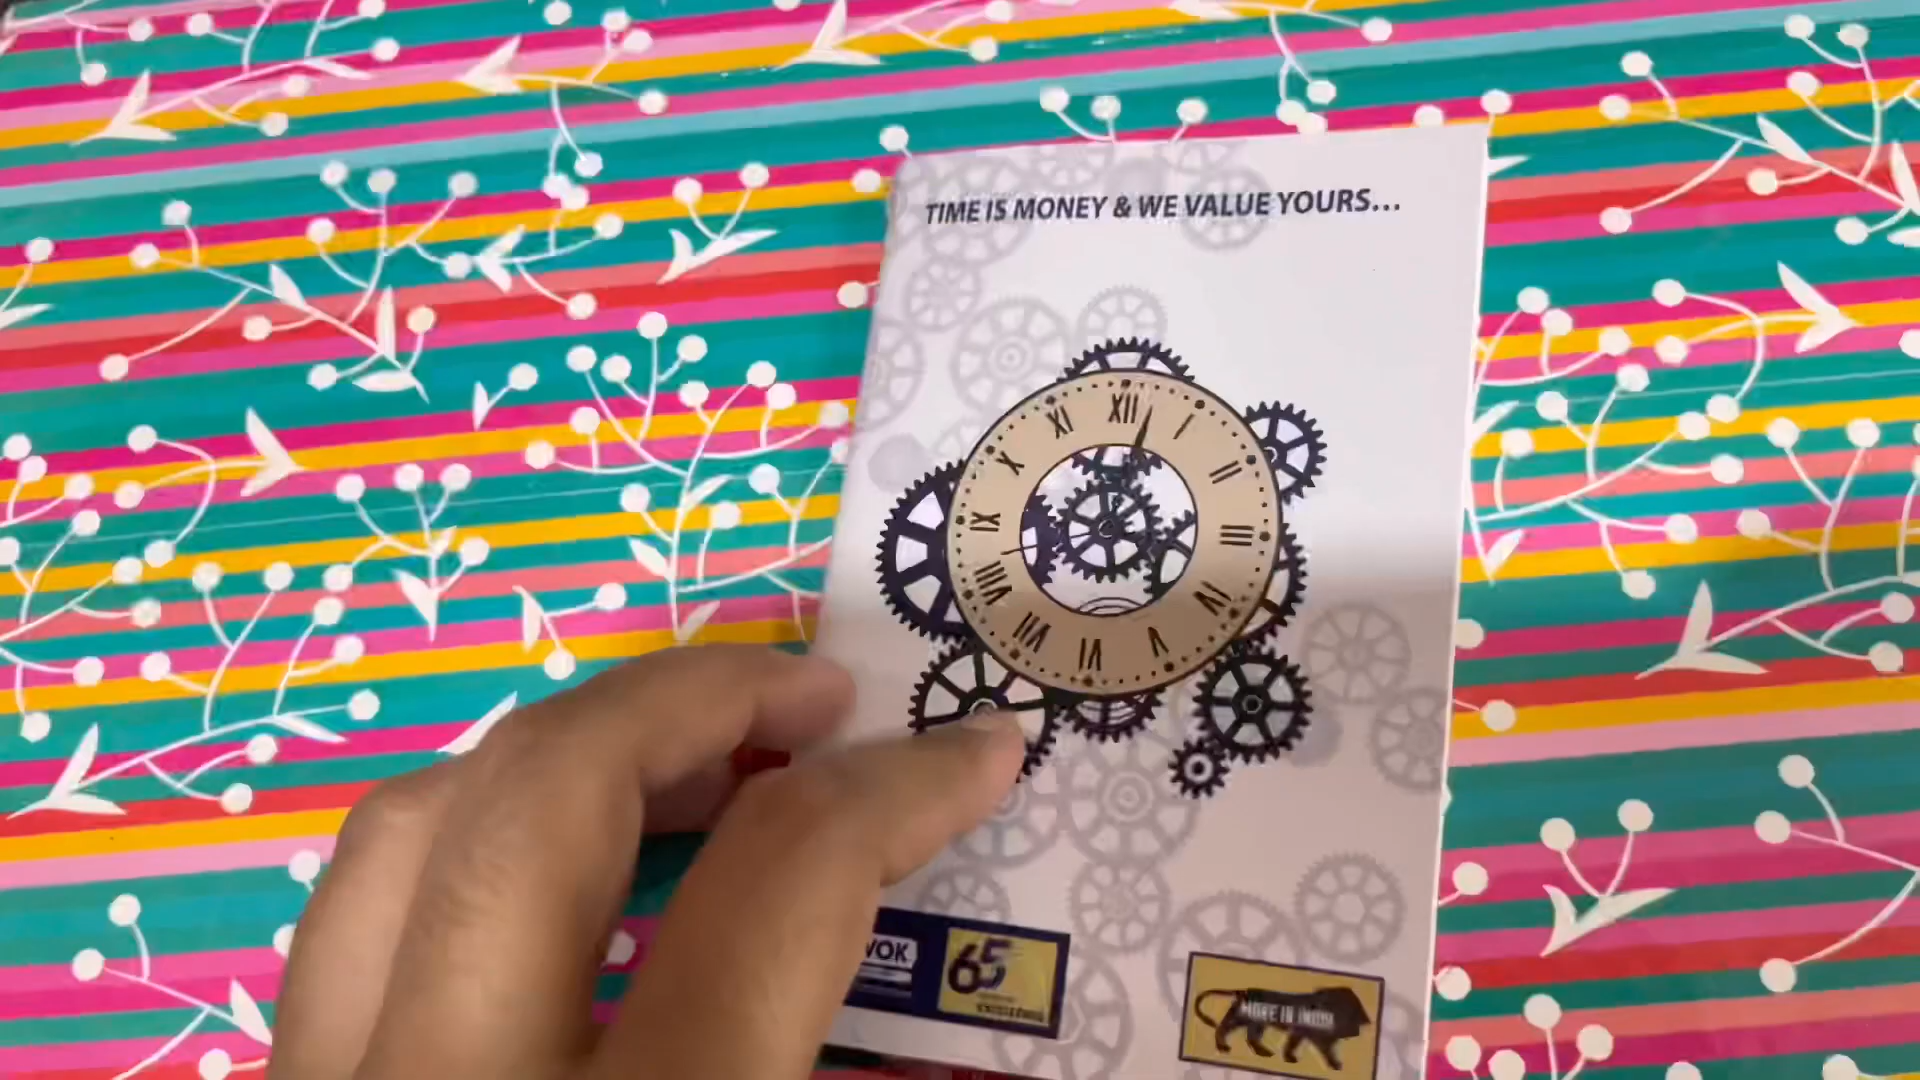 TIME IS MONEY & WE VALUE YOURS...
XII
I
II
III
IV
V
VI
VII
VIII
IX
X
XI
VOK
65
MAKE IN INDIA